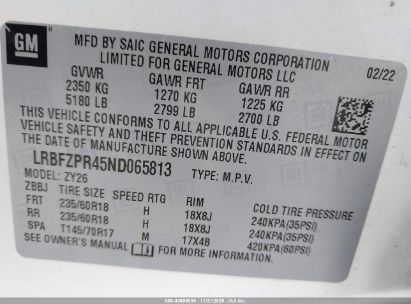 GM
MFD BY SAIC GENERAL MOTORS CORPORATION
LIMITED FOR GENERAL MOTORS LLC
02/22
GVWR GAWR FRT GAWR RR
2350 KG 1270 KG 1225 KG
5180 LB 2799 LB 2700 LB
THIS VEHICLE CONFORMS TO ALL APPLICABLE U.S. FEDERAL MOTOR
VEHICLE SAFETY, BUMPER, AND THEFT PREVENTION STANDARDS IN EFFECT ON
THE DATE OF MANUFACTURE SHOWN ABOVE.
LRBFZPR45ND065813 TYPE: M.P.V.
MODEL: ZY26
ZBBJ TIRE SIZE SPEED RTG RIM COLD TIRE PRESSURE
FRT 235/60R18 H 18X8J 240KPA(35PSI)
RR 235/60R18 H 18X8J 240KPA(35PSI)
SPA T145/70R17 M 17X4B 420KPA(60PSI)
SEE OWNER'S MANUAL FOR MORE INFORMATION.